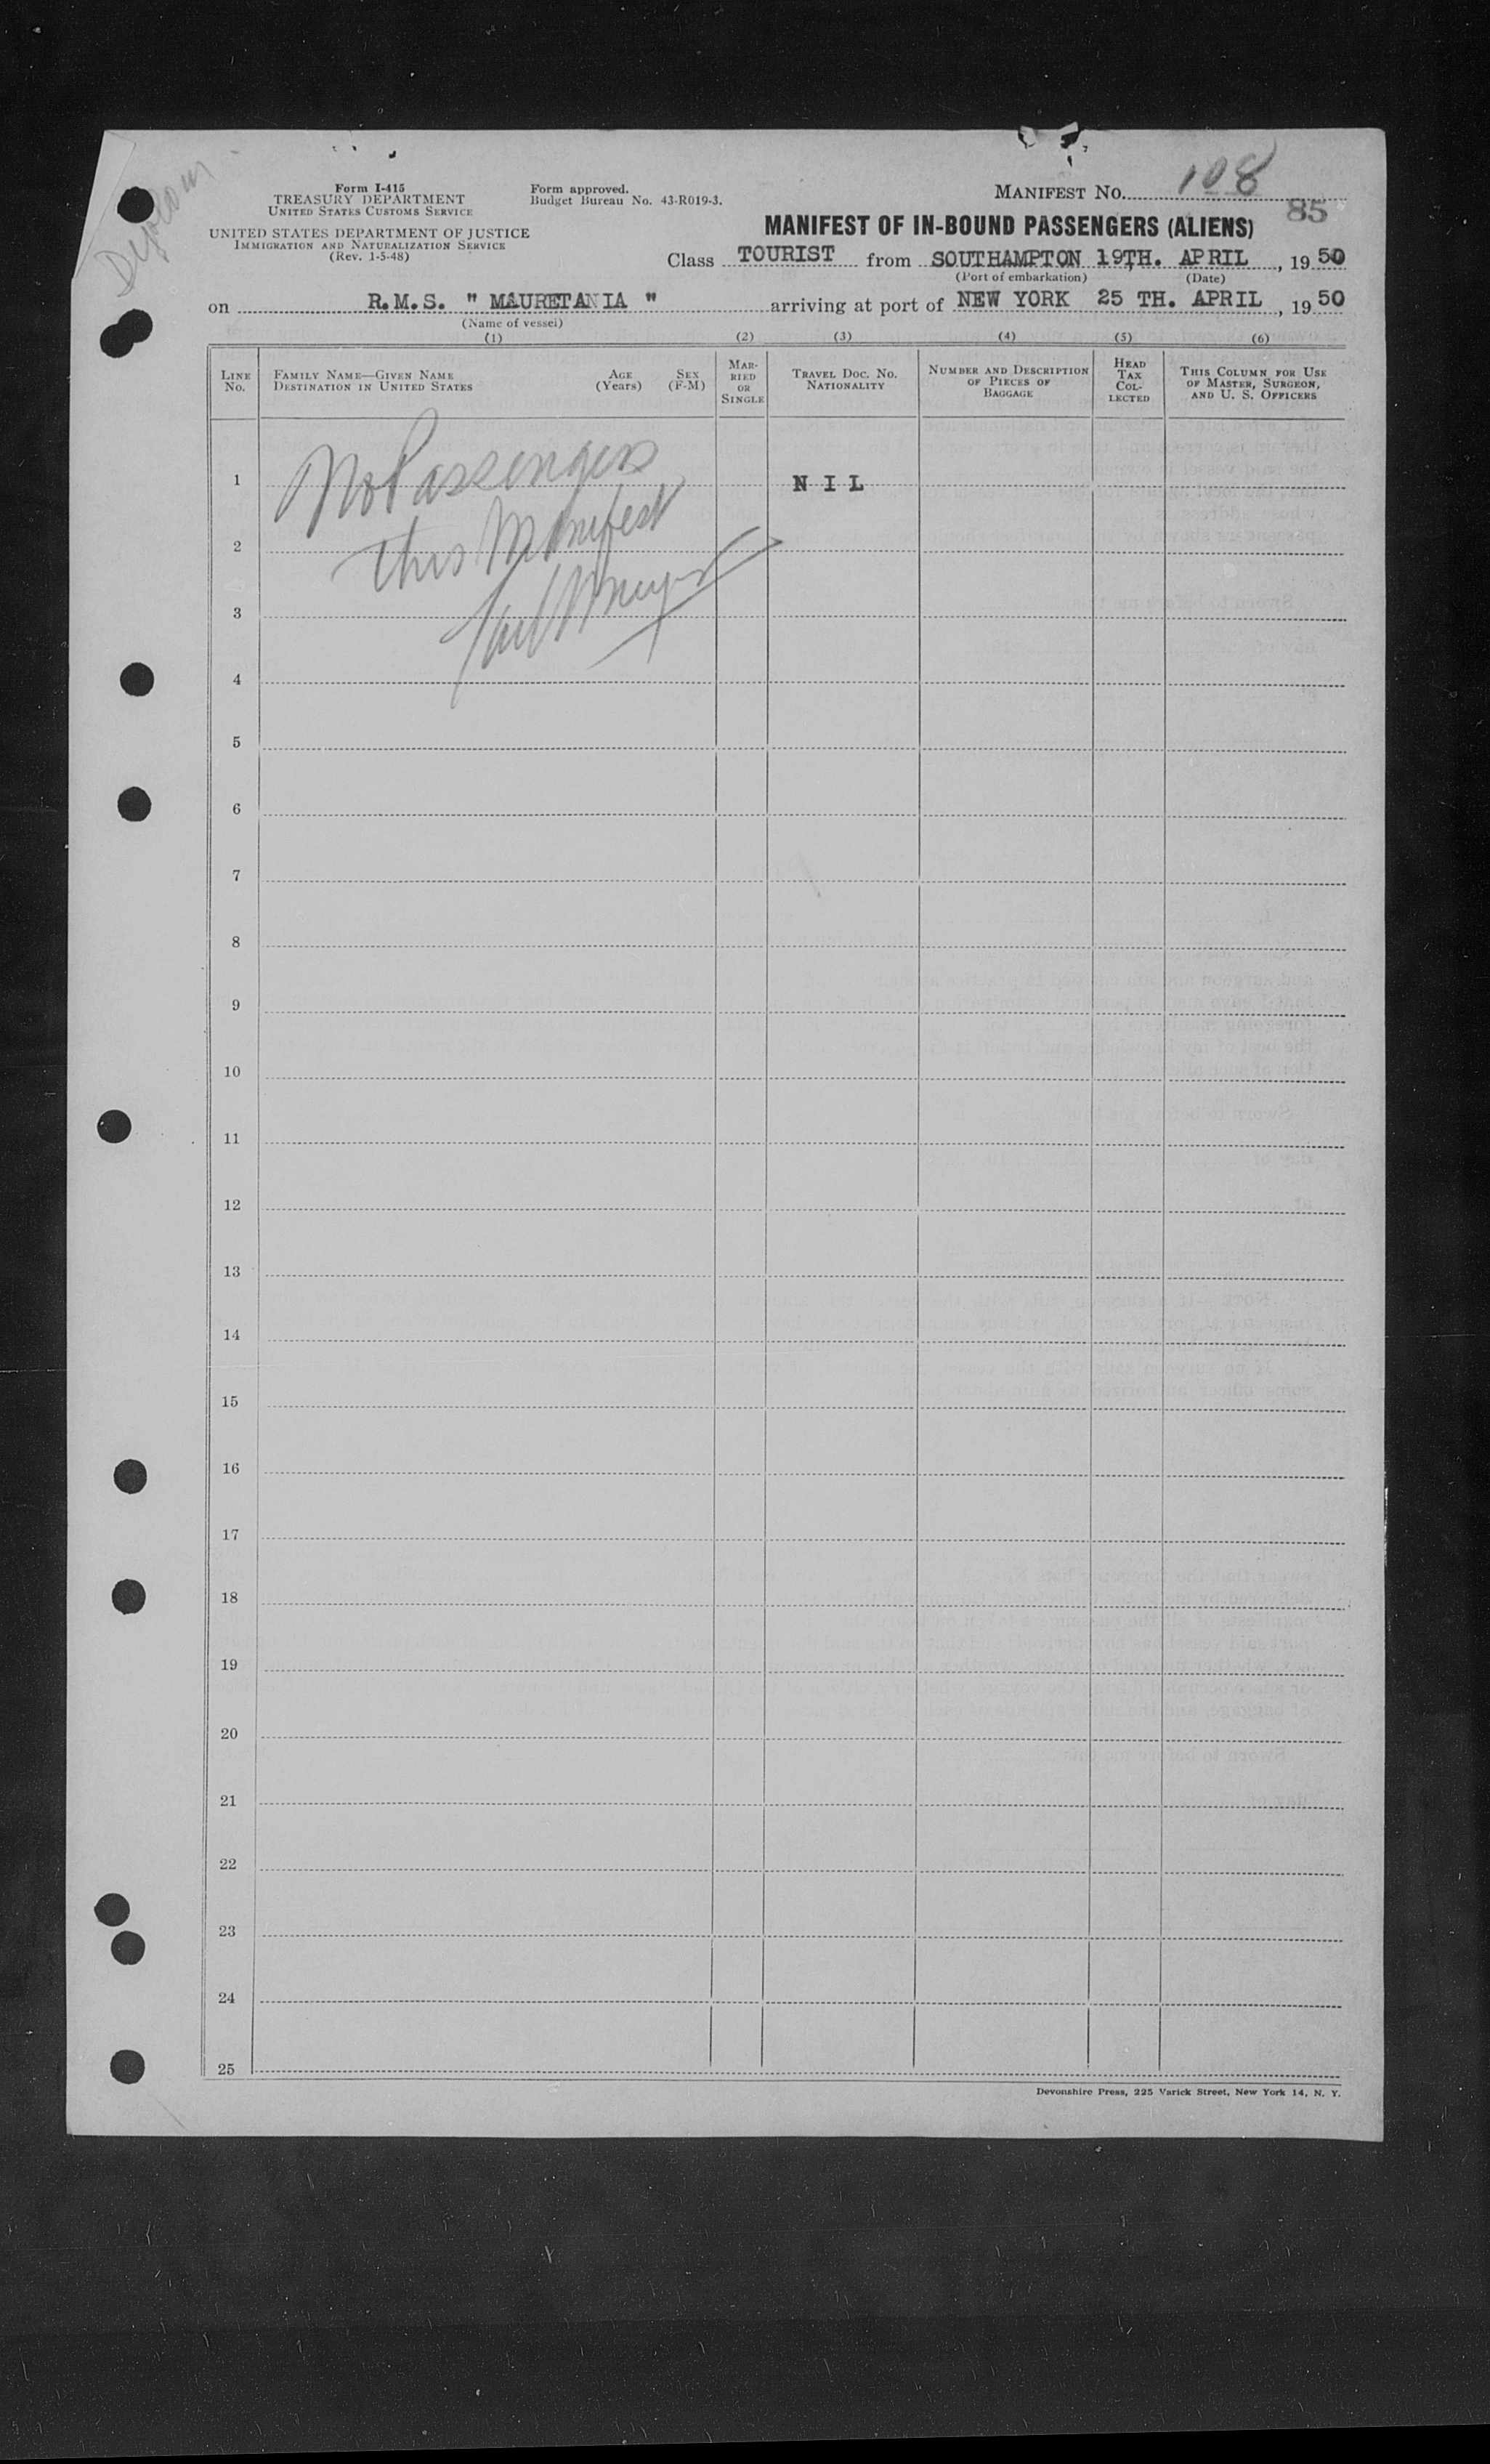 Form I-415
TREASURY DEPARTMENT
UNITED STATES CUSTOMS SERVICE
UNITED STATES DEPARTMENT OF JUSTICE
IMMIGRATION AND NATURALIZATION SERVICE
(Rev. 1-5-48)
Form approved.
Budget Bureau No. 43-R019-3.
MANIFEST NO. 108
85
MANIFEST OF IN-BOUND PASSENGERS (ALIENS)
Class TOURIST from SOUTHAMPTON 19TH. APRIL, 1950
(Port of embarkation) (Date)
on R.M.S. " MAURETANIA " arriving at port of NEW YORK 25 TH. APRIL, 1950
(Name of vessel)
(1) (2) (3) (4) (5) (6)
LINE No.
FAMILY NAME—GIVEN NAME
DESTINATION IN UNITED STATES
AGE (Years)
SEX (F-M)
MARRIED OR SINGLE
TRAVEL DOC. NO. NATIONALITY
NUMBER AND DESCRIPTION OF PIECES OF BAGGAGE
HEAD TAX COLLECTED
THIS COLUMN FOR USE OF MASTER, SURGEON, AND U. S. OFFICERS
1 No Passengers N I L
2 this Manifest
3
4
5
6
7
8
9
10
11
12
13
14
15
16
17
18
19
20
21
22
23
24
25
Devonshire Press, 225 Varick Street, New York 14, N. Y.